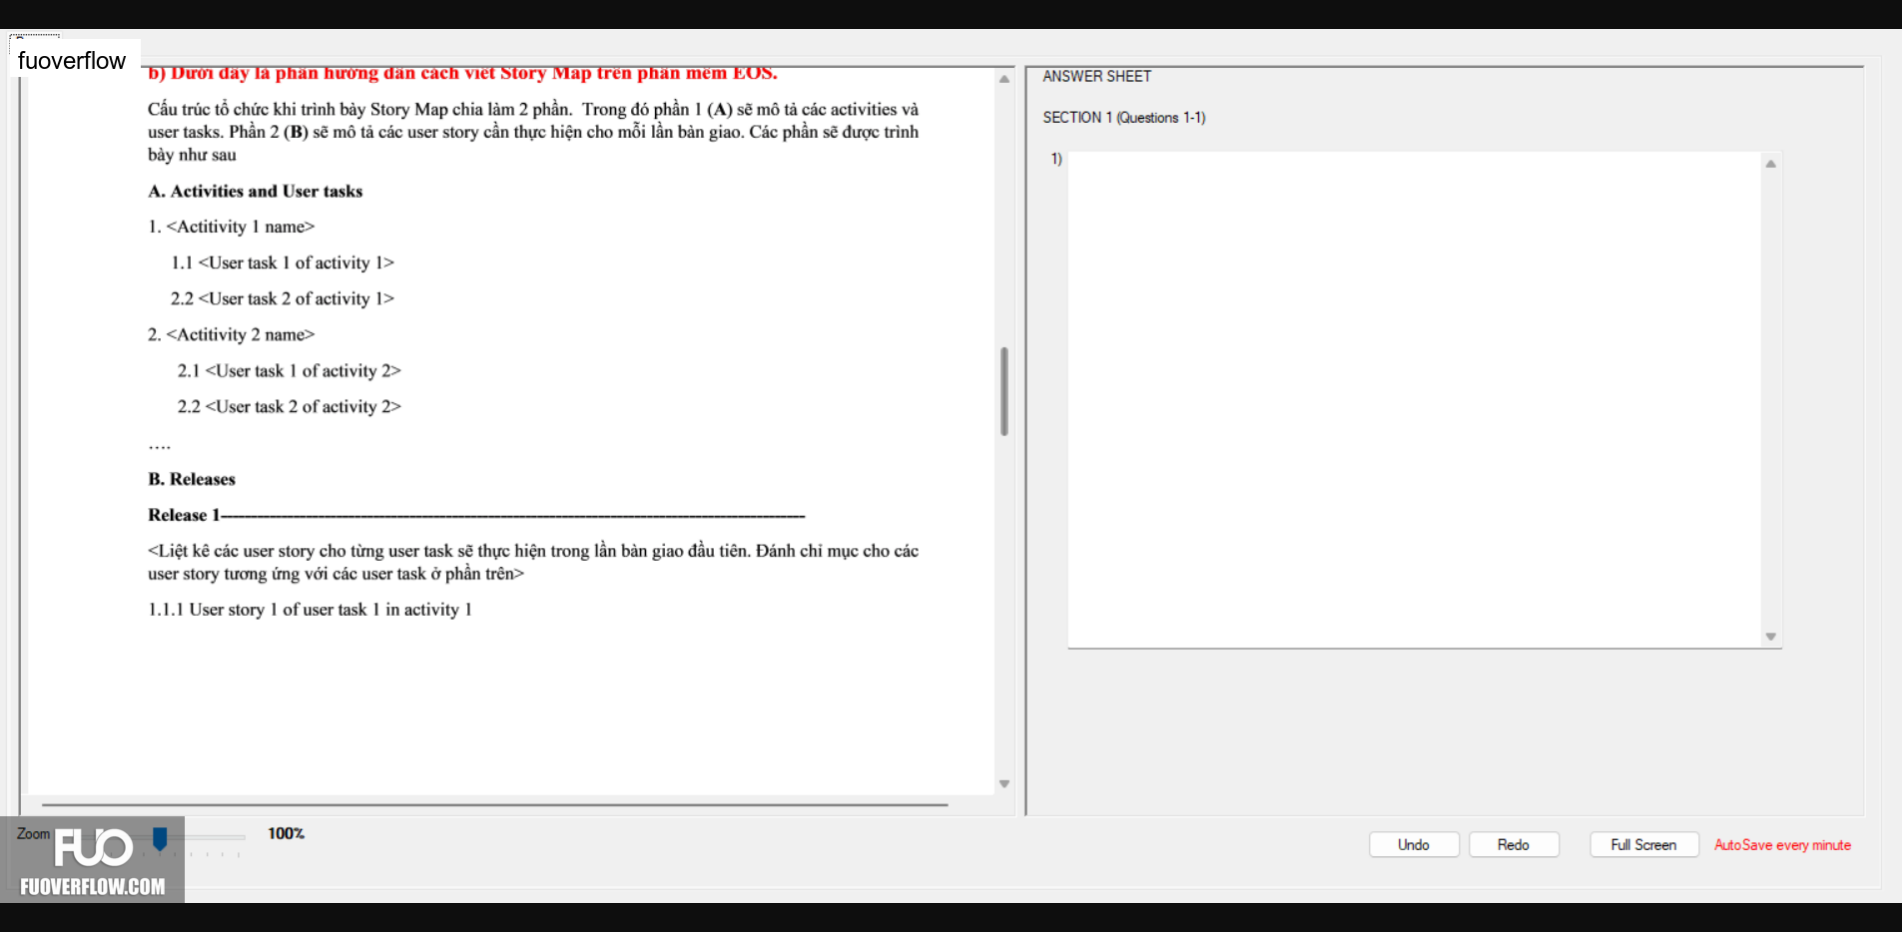 fuoverflow
b) Dưới đây là phần hướng dẫn cách viết Story Map trên phần mềm EOS.
Cấu trúc tổ chức khi trình bày Story Map chia làm 2 phần. Trong đó phần 1 (A) sẽ mô tả các activities và
user tasks. Phần 2 (B) sẽ mô tả các user story cần thực hiện cho mỗi lần bàn giao. Các phần sẽ được trình
bày như sau
A. Activities and User tasks
1. <Actitivity 1 name>
1.1 <User task 1 of activity 1>
2.2 <User task 2 of activity 1>
2. <Actitivity 2 name>
2.1 <User task 1 of activity 2>
2.2 <User task 2 of activity 2>
....
B. Releases
Release 1
<Liệt kê các user story cho từng user task sẽ thực hiện trong lần bàn giao đầu tiên. Đánh chỉ mục cho các
user story tương ứng với các user task ở phần trên>
1.1.1 User story 1 of user task 1 in activity 1
ANSWER SHEET
SECTION 1 (Questions 1-1)
1)
Zoom
100%
FUO
FUOVERFLOW.COM
Undo
Redo
Full Screen
AutoSave every minute